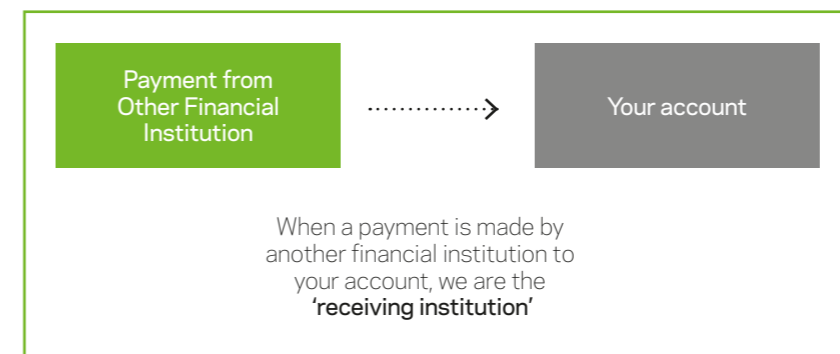 Payment from
Other Financial
Institution
Your account
When a payment is made by
another financial institution to
your account, we are the
‘receiving institution’